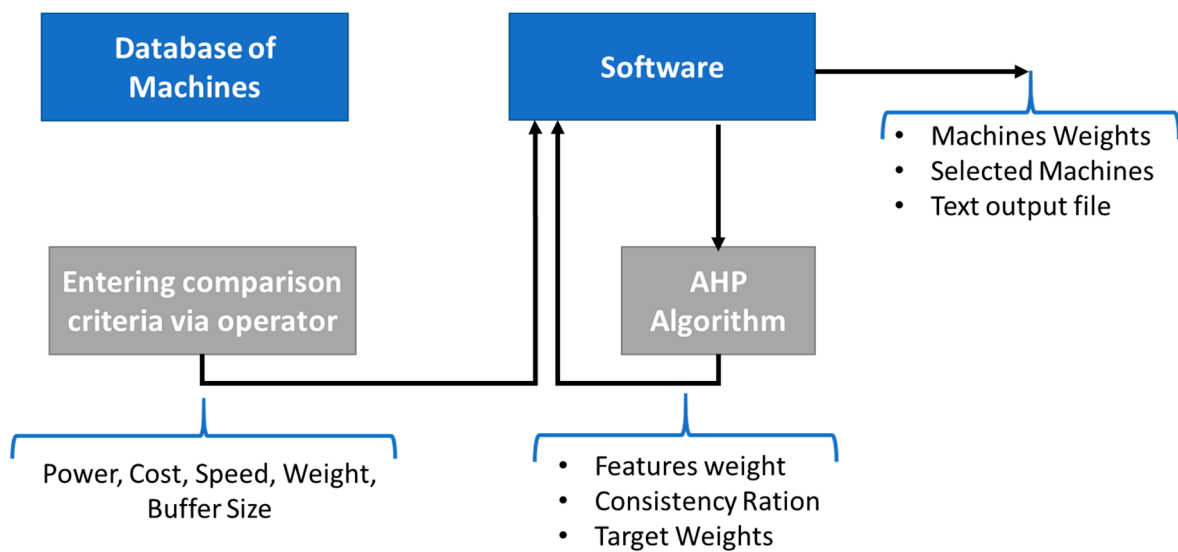 Database of
Machines
Software
• Machines Weights
• Selected Machines
• Text output file
Entering comparison
criteria via operator
AHP
Algorithm
Power, Cost, Speed, Weight,
Buffer Size
• Features weight
• Consistency Ration
• Target Weights